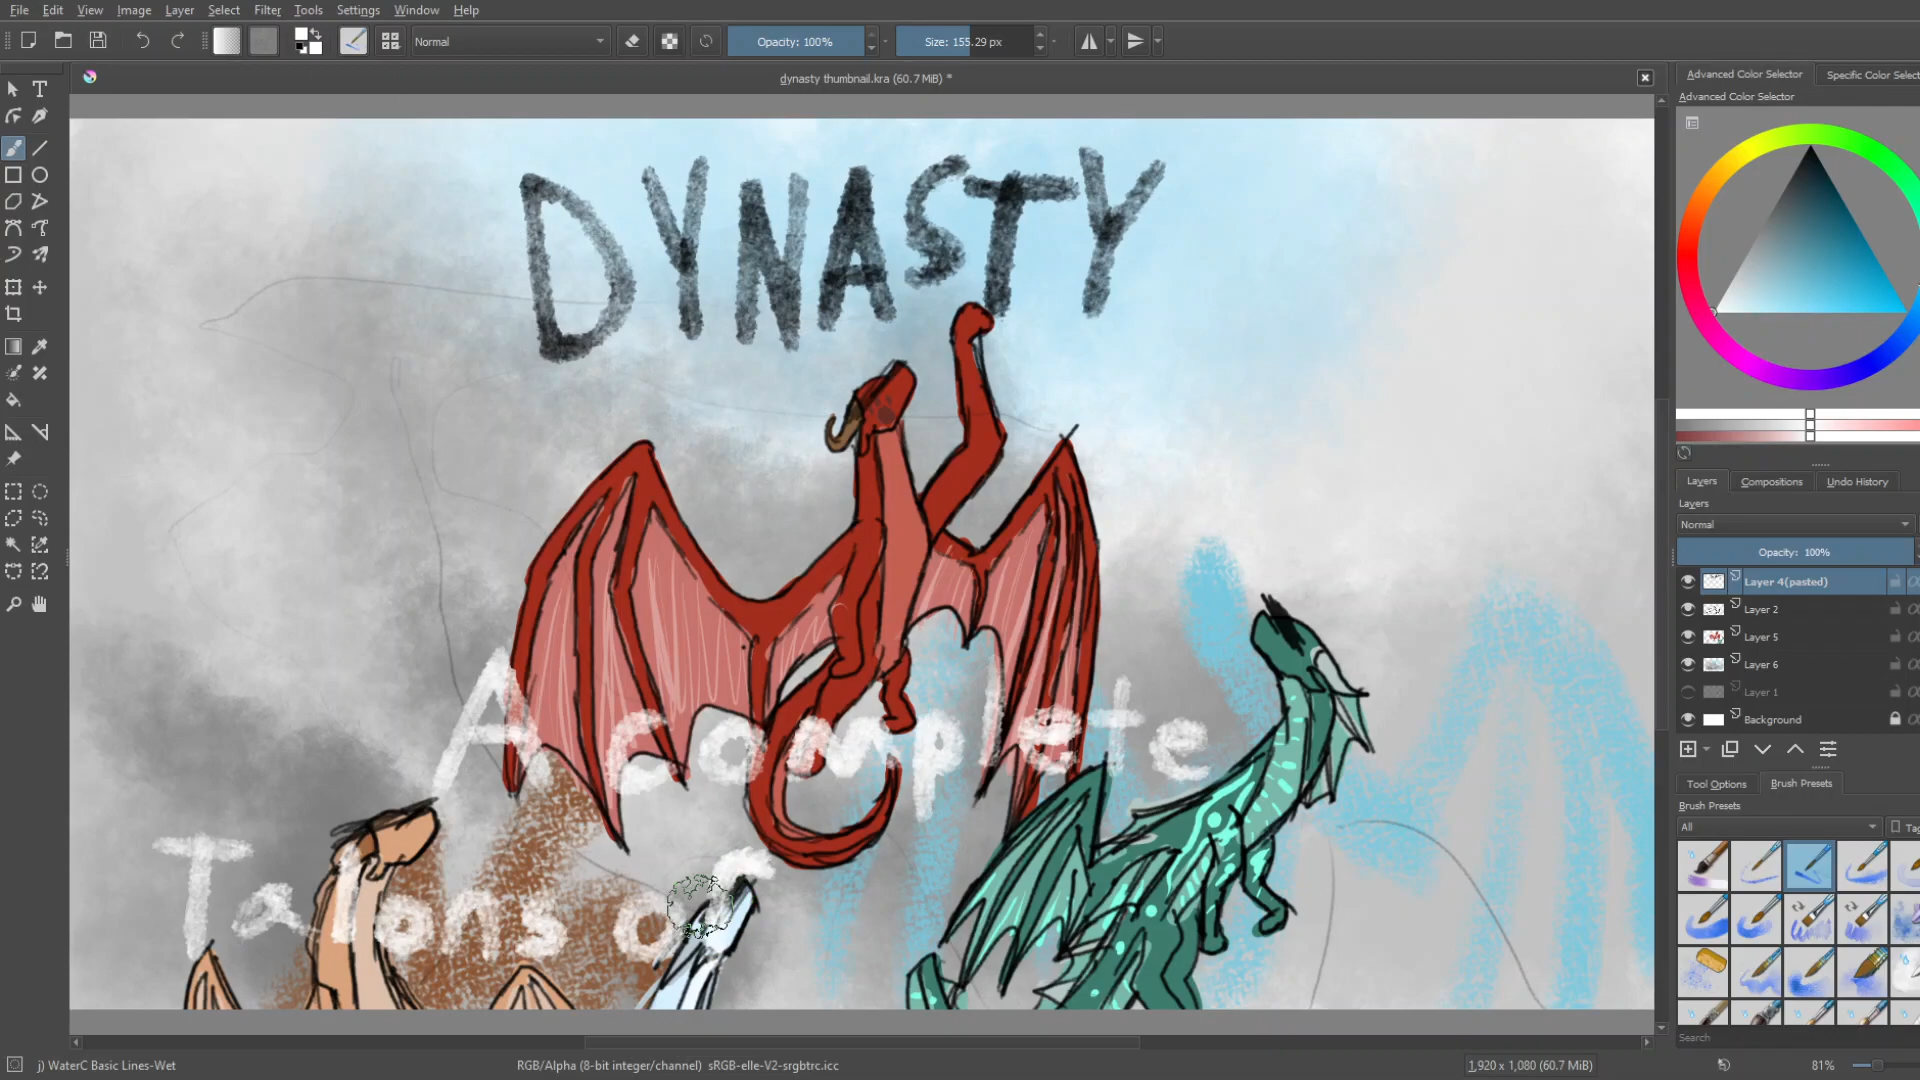 File Edit View Image Layer Select Filter Tools Settings Window Help
Normal Opacity: 100% Size: 155.29 px
dynasty thumbnail.kra (60.7 MiB) *
Advanced Color Selector Specific Color Select
Advanced Color Selector
DYNASTY
A complete
Talons o
Layers Compositions Undo History
Layers
Normal
Opacity: 100%
Layer 4(pasted)
Layer 2
Layer 5
Layer 6
Layer 1
Background
Tool Options Brush Presets
Brush Presets
All Tag
Search
j) WaterC Basic Lines-Wet RGB/Alpha (8-bit integer/channel) sRGB-elle-V2-srgbtrc.icc 1,920 x 1,080 (60.7 MiB) 81%